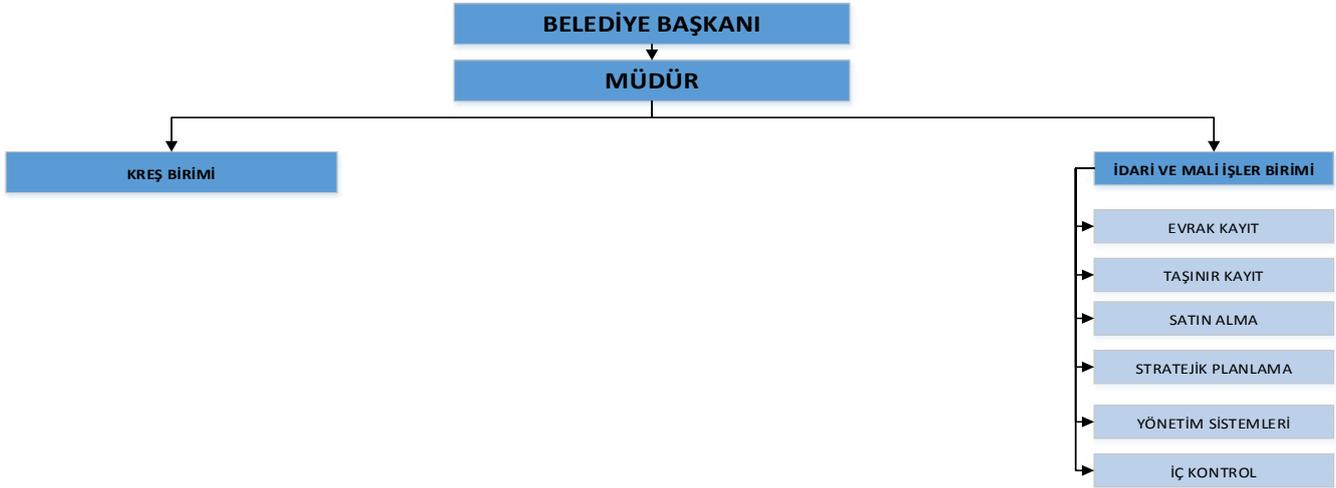 BELEDİYE BAŞKANI
MÜDÜR
KREŞ BİRİMİ
İDARİ VE MALİ İŞLER BİRİMİ
EVRAK KAYIT
TAŞINIR KAYIT
SATIN ALMA
STRATEJİK PLANLAMA
YÖNETİM SİSTEMLERİ
İÇ KONTROL